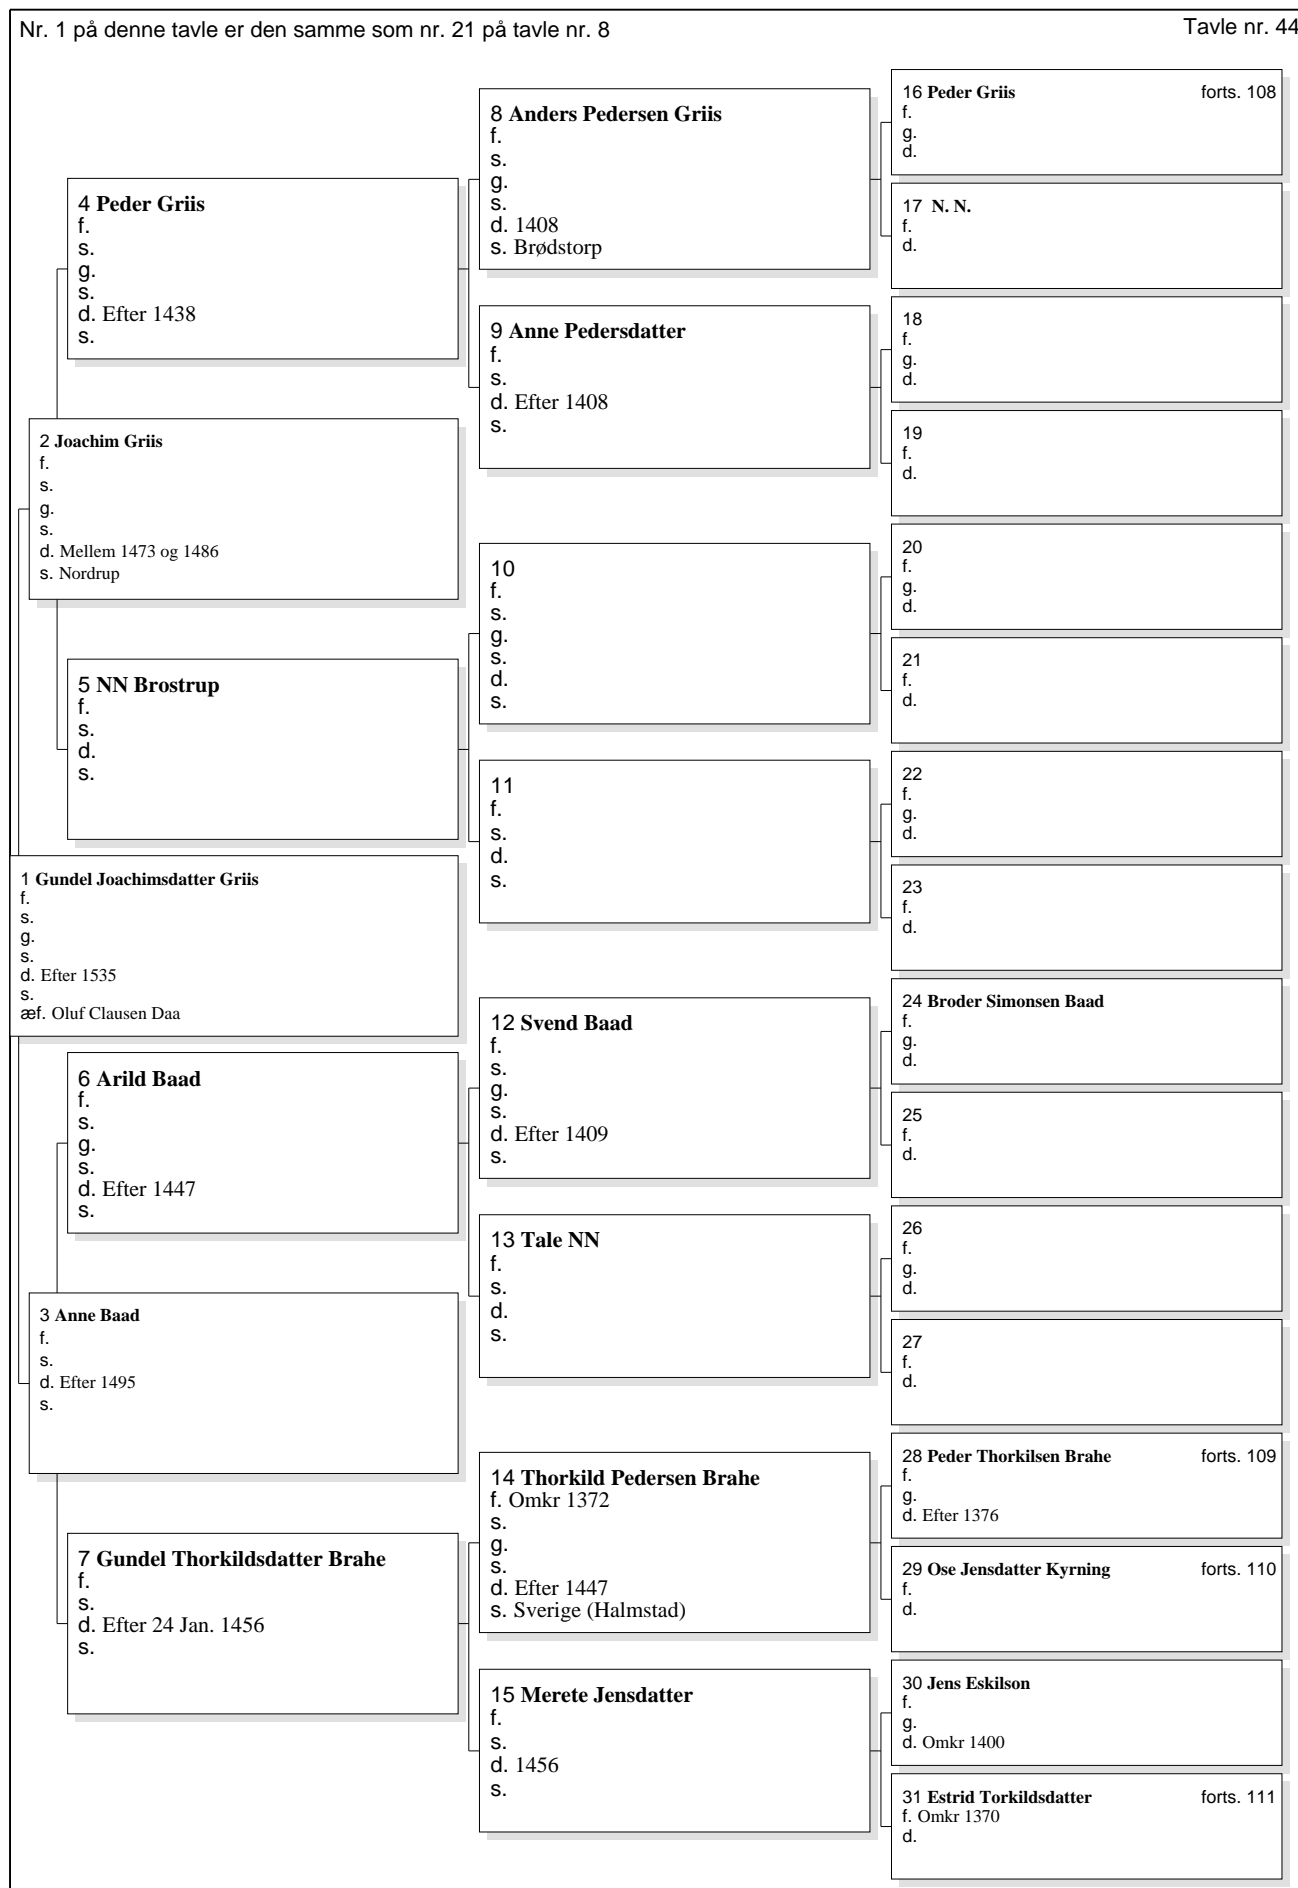 Nr. 1 på denne tavle er den samme som nr. 21 på tavle nr. 8
Tavle nr. 44
1 Gundel Joachimsdatter Griis
f.
s.
g.
s.
d. Efter 1535
s.
æf. Oluf Clausen Daa
2 Joachim Griis
f.
s.
g.
s.
d. Mellem 1473 og 1486
s. Nordrup
3 Anne Baad
f.
s.
d. Efter 1495
s.
4 Peder Griis
f.
s.
g.
s.
d. Efter 1438
s.
5 NN Brostrup
f.
s.
d.
s.
6 Arild Baad
f.
s.
g.
s.
d. Efter 1447
s.
7 Gundel Thorkildsdatter Brahe
f.
s.
d. Efter 24 Jan. 1456
s.
8 Anders Pedersen Griis
f.
s.
g.
s.
d. 1408
s. Brødstorp
9 Anne Pedersdatter
f.
s.
d. Efter 1408
s.
10
f.
s.
g.
s.
d.
s.
11
f.
s.
d.
s.
12 Svend Baad
f.
s.
g.
s.
d. Efter 1409
s.
13 Tale NN
f.
s.
d.
s.
14 Thorkild Pedersen Brahe
f. Omkr 1372
s.
g.
s.
d. Efter 1447
s. Sverige (Halmstad)
15 Merete Jensdatter
f.
s.
d. 1456
s.
16 Peder Griis forts. 108
f.
g.
d.
17 N. N.
f.
d.
18
f.
g.
d.
19
f.
d.
20
f.
g.
d.
21
f.
d.
22
f.
g.
d.
23
f.
d.
24 Broder Simonsen Baad
f.
g.
d.
25
f.
d.
26
f.
g.
d.
27
f.
d.
28 Peder Thorkilsen Brahe forts. 109
f.
g.
d. Efter 1376
29 Ose Jensdatter Kyrning forts. 110
f.
d.
30 Jens Eskilson
f.
g.
d. Omkr 1400
31 Estrid Torkildsdatter forts. 111
f. Omkr 1370
d.